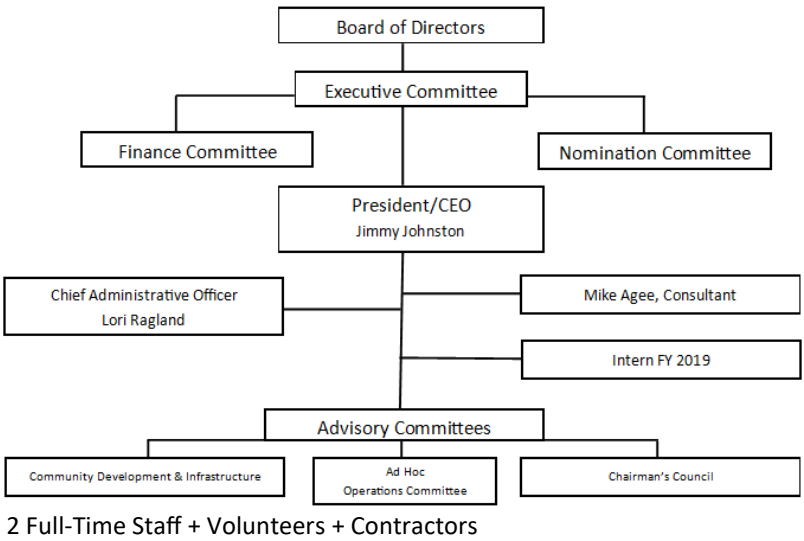 Board of Directors
Executive Committee
Finance Committee
Nomination Committee
President/CEO
Jimmy Johnston
Chief Administrative Officer
Lori Ragland
Mike Agee, Consultant
Intern FY 2019
Advisory Committees
Community Development & Infrastructure
Ad Hoc
Operations Committee
Chairman's Council
2 Full-Time Staff + Volunteers + Contractors